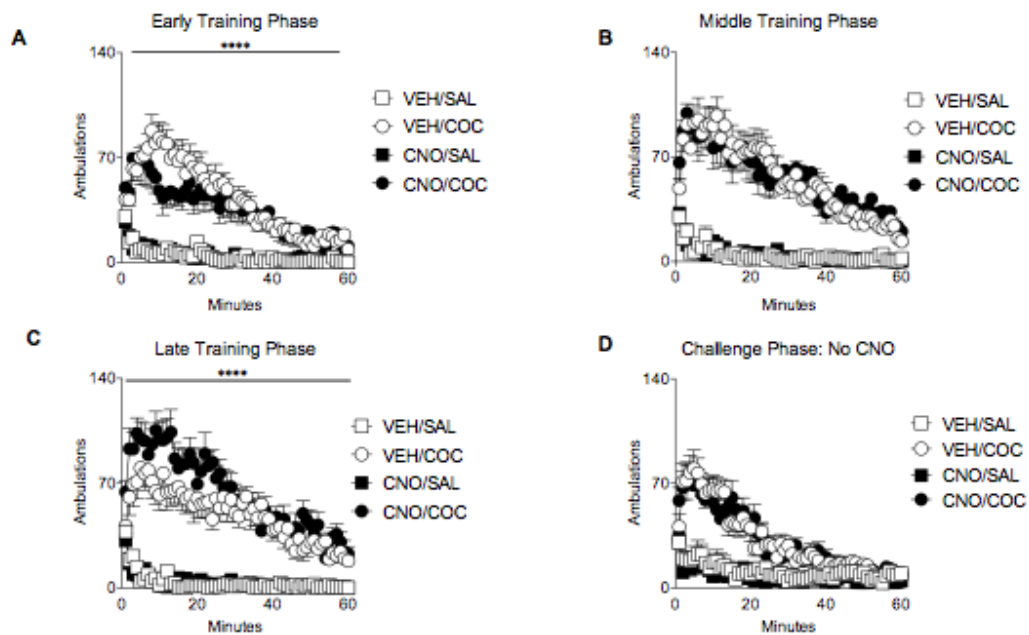 A
Early Training Phase
****
140
70
0
0 20 40 60
Ambulations
Minutes
VEH/SAL
VEH/COC
CNO/SAL
CNO/COC
B
Middle Training Phase
140
70
0
0 20 40 60
Ambulations
Minutes
VEH/SAL
VEH/COC
CNO/SAL
CNO/COC
C
Late Training Phase
****
140
70
0
0 20 40 60
Ambulations
Minutes
VEH/SAL
VEH/COC
CNO/SAL
CNO/COC
D
Challenge Phase: No CNO
140
70
0
0 20 40 60
Ambulations
Minutes
VEH/SAL
VEH/COC
CNO/SAL
CNO/COC